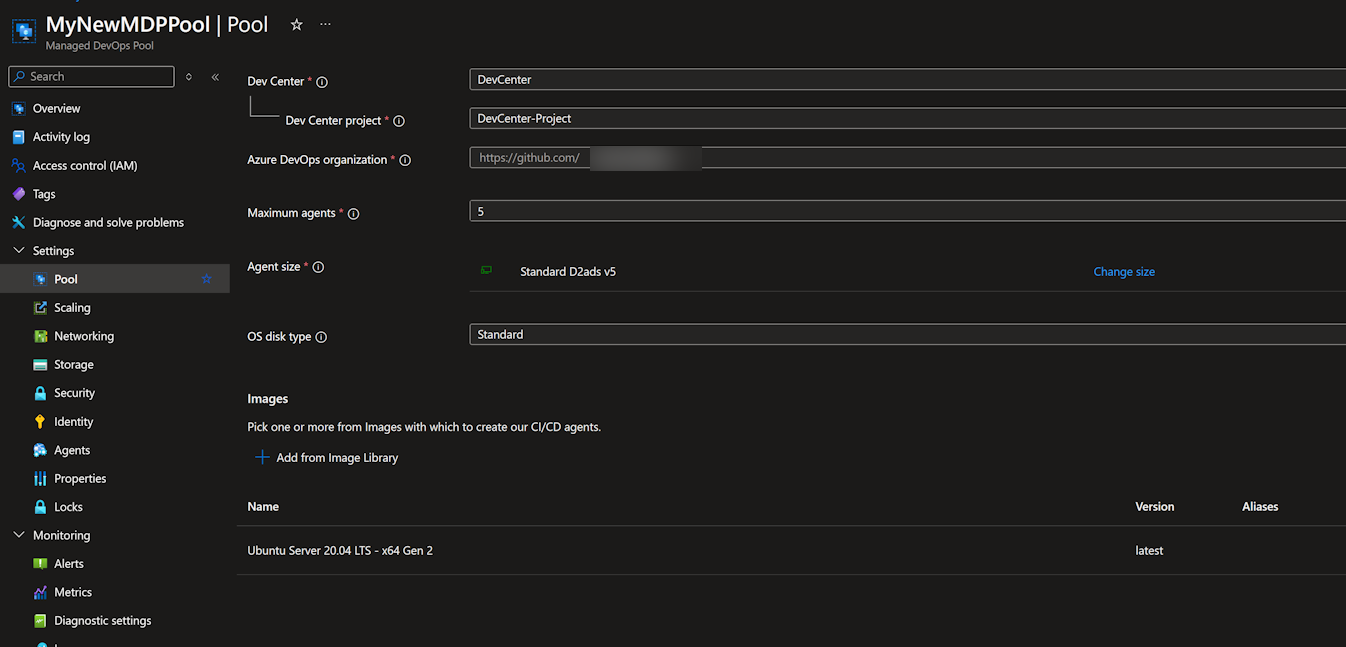 MyNewMDPPool | Pool
Managed DevOps Pool
Search
Overview
Activity log
Access control (IAM)
Tags
Diagnose and solve problems
Settings
Pool
Scaling
Networking
Storage
Security
Identity
Agents
Properties
Locks
Monitoring
Alerts
Metrics
Diagnostic settings
Dev Center *
DevCenter
Dev Center project *
DevCenter-Project
Azure DevOps organization *
https://github.com/
Maximum agents *
5
Agent size *
Standard D2ads v5
Change size
OS disk type
Standard
Images
Pick one or more from Images with which to create our CI/CD agents.
Add from Image Library
Name Version Aliases
Ubuntu Server 20.04 LTS - x64 Gen 2 latest